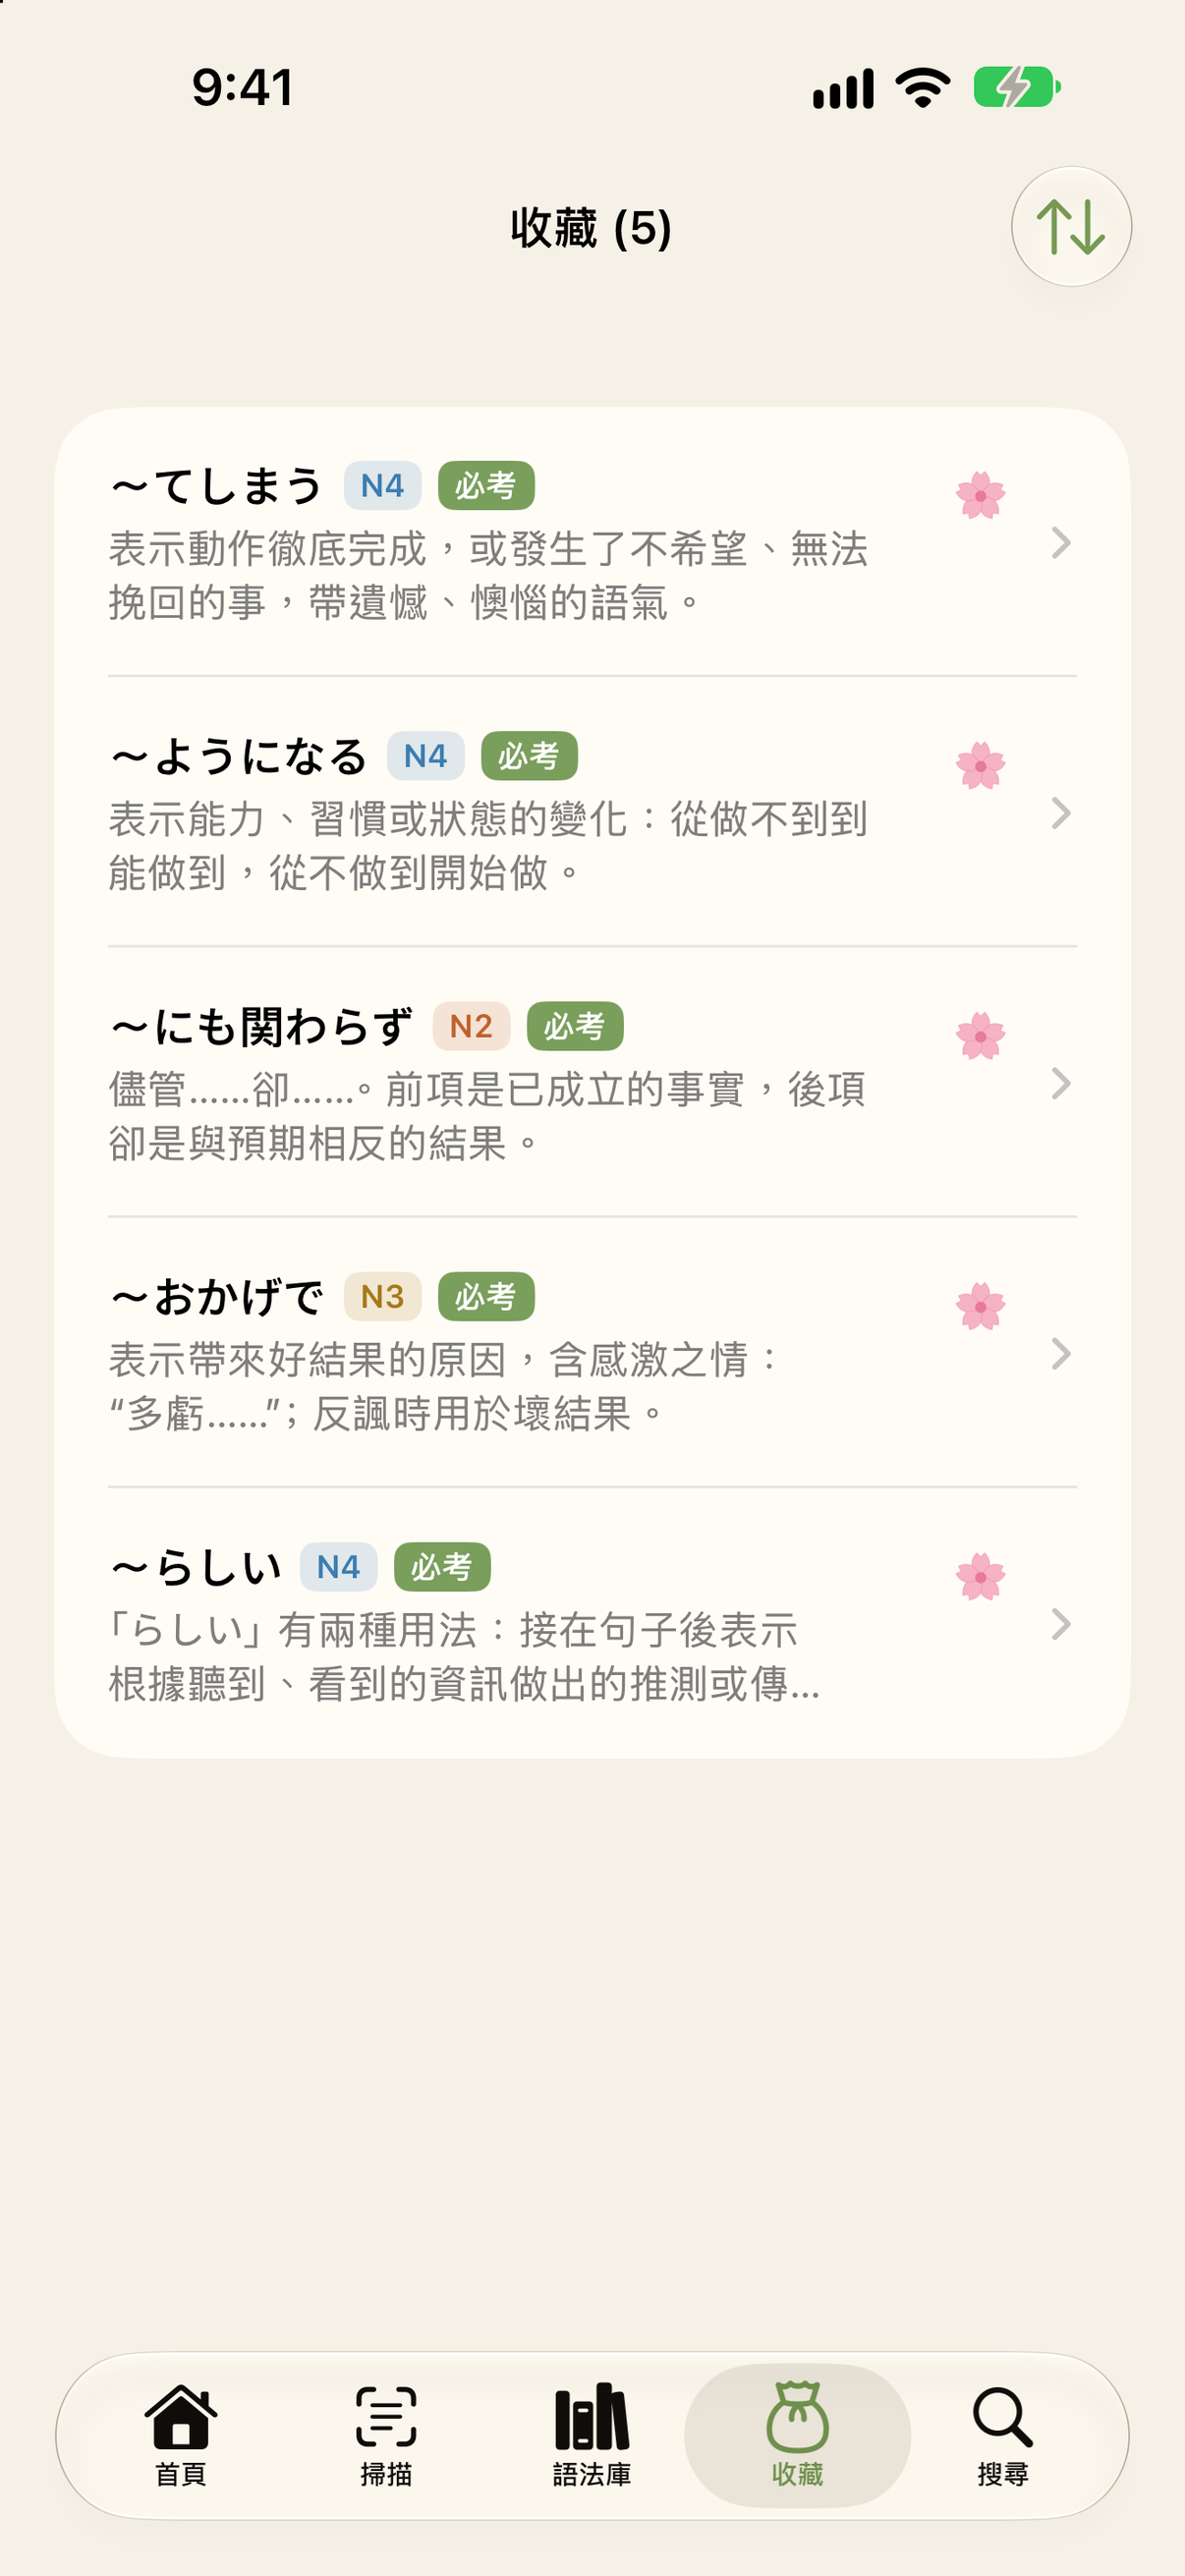 9:41
收藏 (5)
～てしまう N4 必考
表示動作徹底完成，或發生了不希望、無法
挽回的事，帶遺憾、懊惱的語氣。
～ようになる N4 必考
表示能力、習慣或狀態的變化：從做不到到
能做到，從不做到開始做。
～にも関わらず N2 必考
儘管……卻……。前項是已成立的事實，後項
卻是與預期相反的結果。
～おかげで N3 必考
表示帶來好結果的原因，含感激之情：
“多虧……”；反諷時用於壞結果。
～らしい N4 必考
「らしい」有兩種用法：接在句子後表示
根據聽到、看到的資訊做出的推測或傳...
首頁 掃描 語法庫 收藏 搜尋